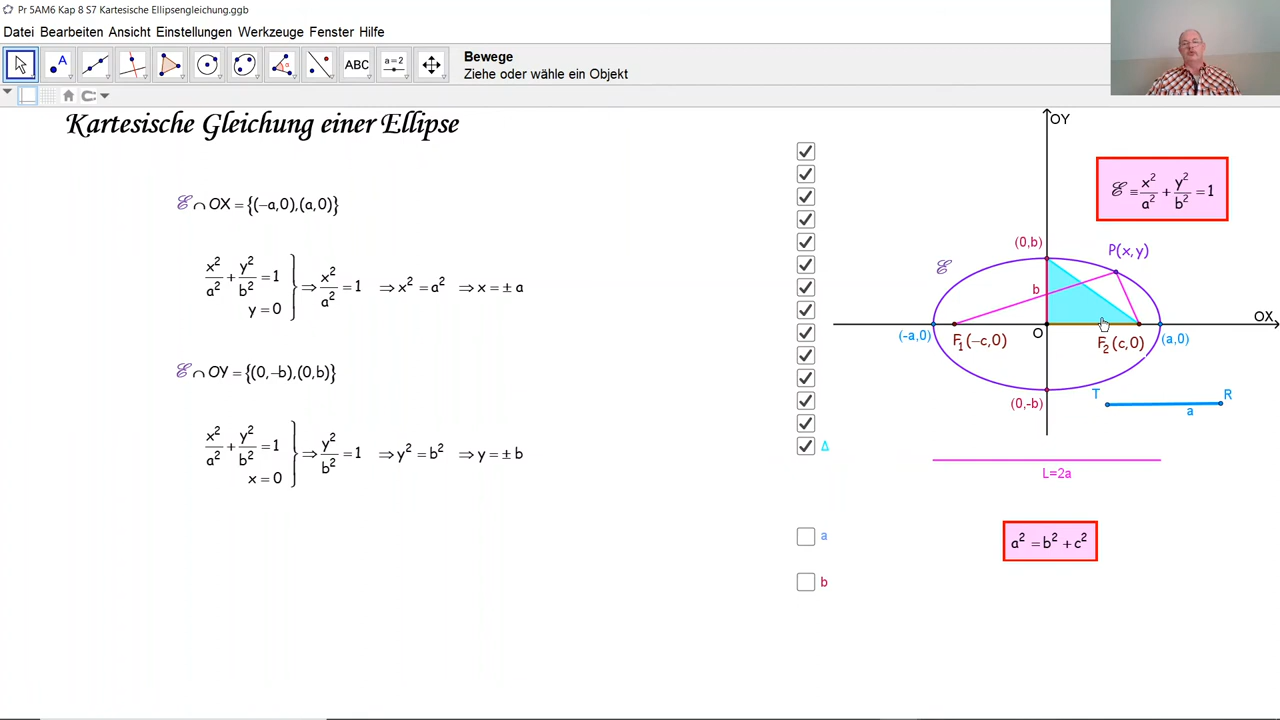 Pr 5AM6 Kap 8 S7 Kartesische Ellipsengleichung.ggb
Datei Bearbeiten Ansicht Einstellungen Werkzeuge Fenster Hilfe
A
ABC
a=2
Bewege
Ziehe oder wähle ein Objekt
Kartesische Gleichung einer Ellipse
ℰ ∩ OX = {(−a,0),(a,0)}
x²/a² + y²/b² = 1
y = 0
⇒ x²/a² = 1 ⇒ x² = a² ⇒ x = ± a
ℰ ∩ OY = {(0,−b),(0,b)}
x²/a² + y²/b² = 1
x = 0
⇒ y²/b² = 1 ⇒ y² = b² ⇒ y = ± b
OY
ℰ ≡ x²/a² + y²/b² = 1
(0,b)
P(x,y)
ℰ
b
OX
(-a,0)
F₁(−c,0)
O
F₂(c,0)
(a,0)
(0,-b)
T
R
a
L=2a
Δ
a
a² = b² + c²
b